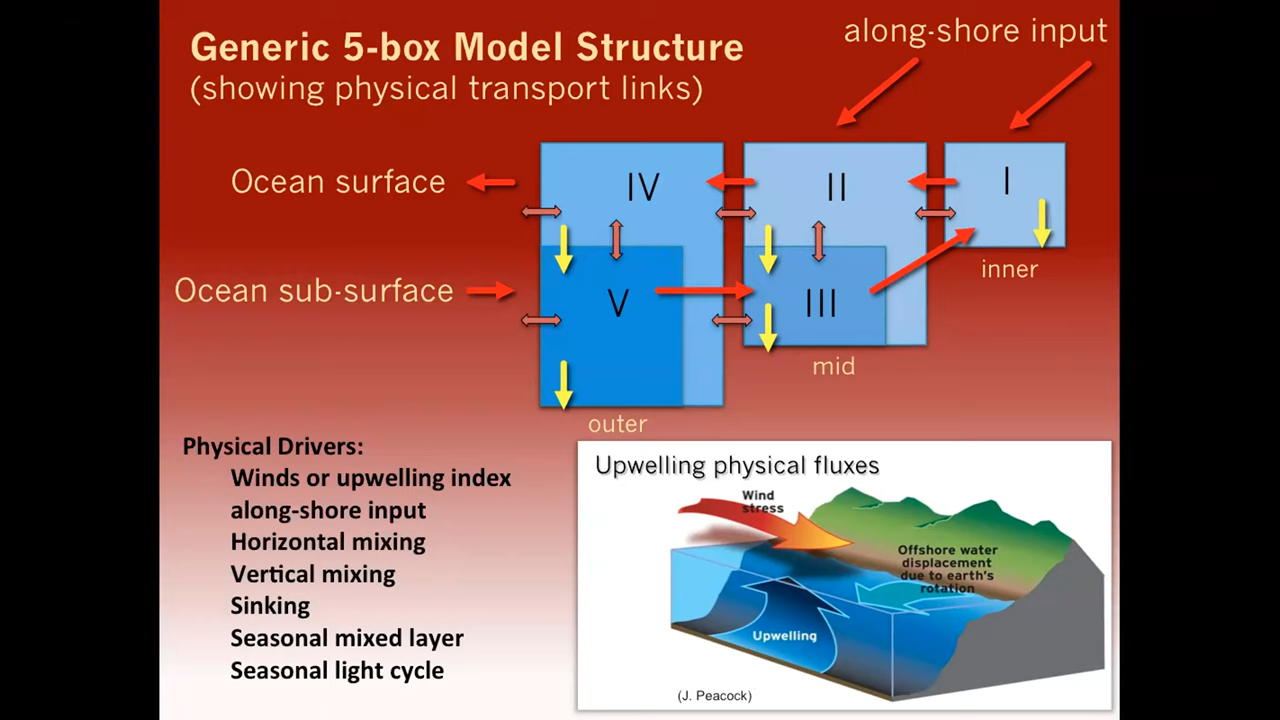 Generic 5-box Model Structure
(showing physical transport links)
along-shore input
Ocean surface
IV
II
I
Ocean sub-surface
V
III
inner
mid
outer
Physical Drivers:
Winds or upwelling index
along-shore input
Horizontal mixing
Vertical mixing
Sinking
Seasonal mixed layer
Seasonal light cycle
Upwelling physical fluxes
Wind
stress
Offshore water
displacement
due to earth's
rotation
Upwelling
(J. Peacock)